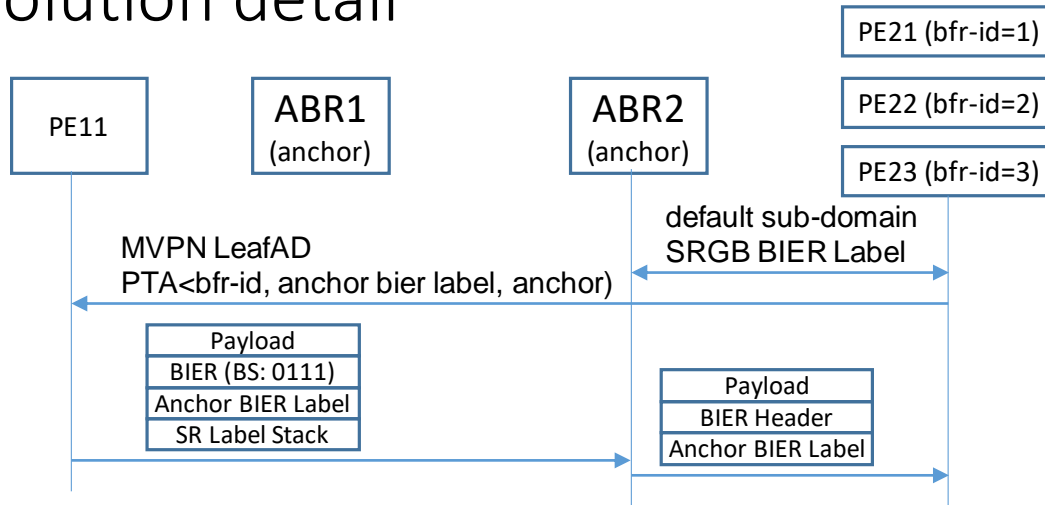 olution detail
PE21 (bfr-id=1)
PE11
ABR1
(anchor)
ABR2
(anchor)
PE22 (bfr-id=2)
PE23 (bfr-id=3)
default sub-domain
SRGB BIER Label
MVPN LeafAD
PTA<bfr-id, anchor bier label, anchor)
Payload
BIER (BS: 0111)
Anchor BIER Label
SR Label Stack
Payload
BIER Header
Anchor BIER Label